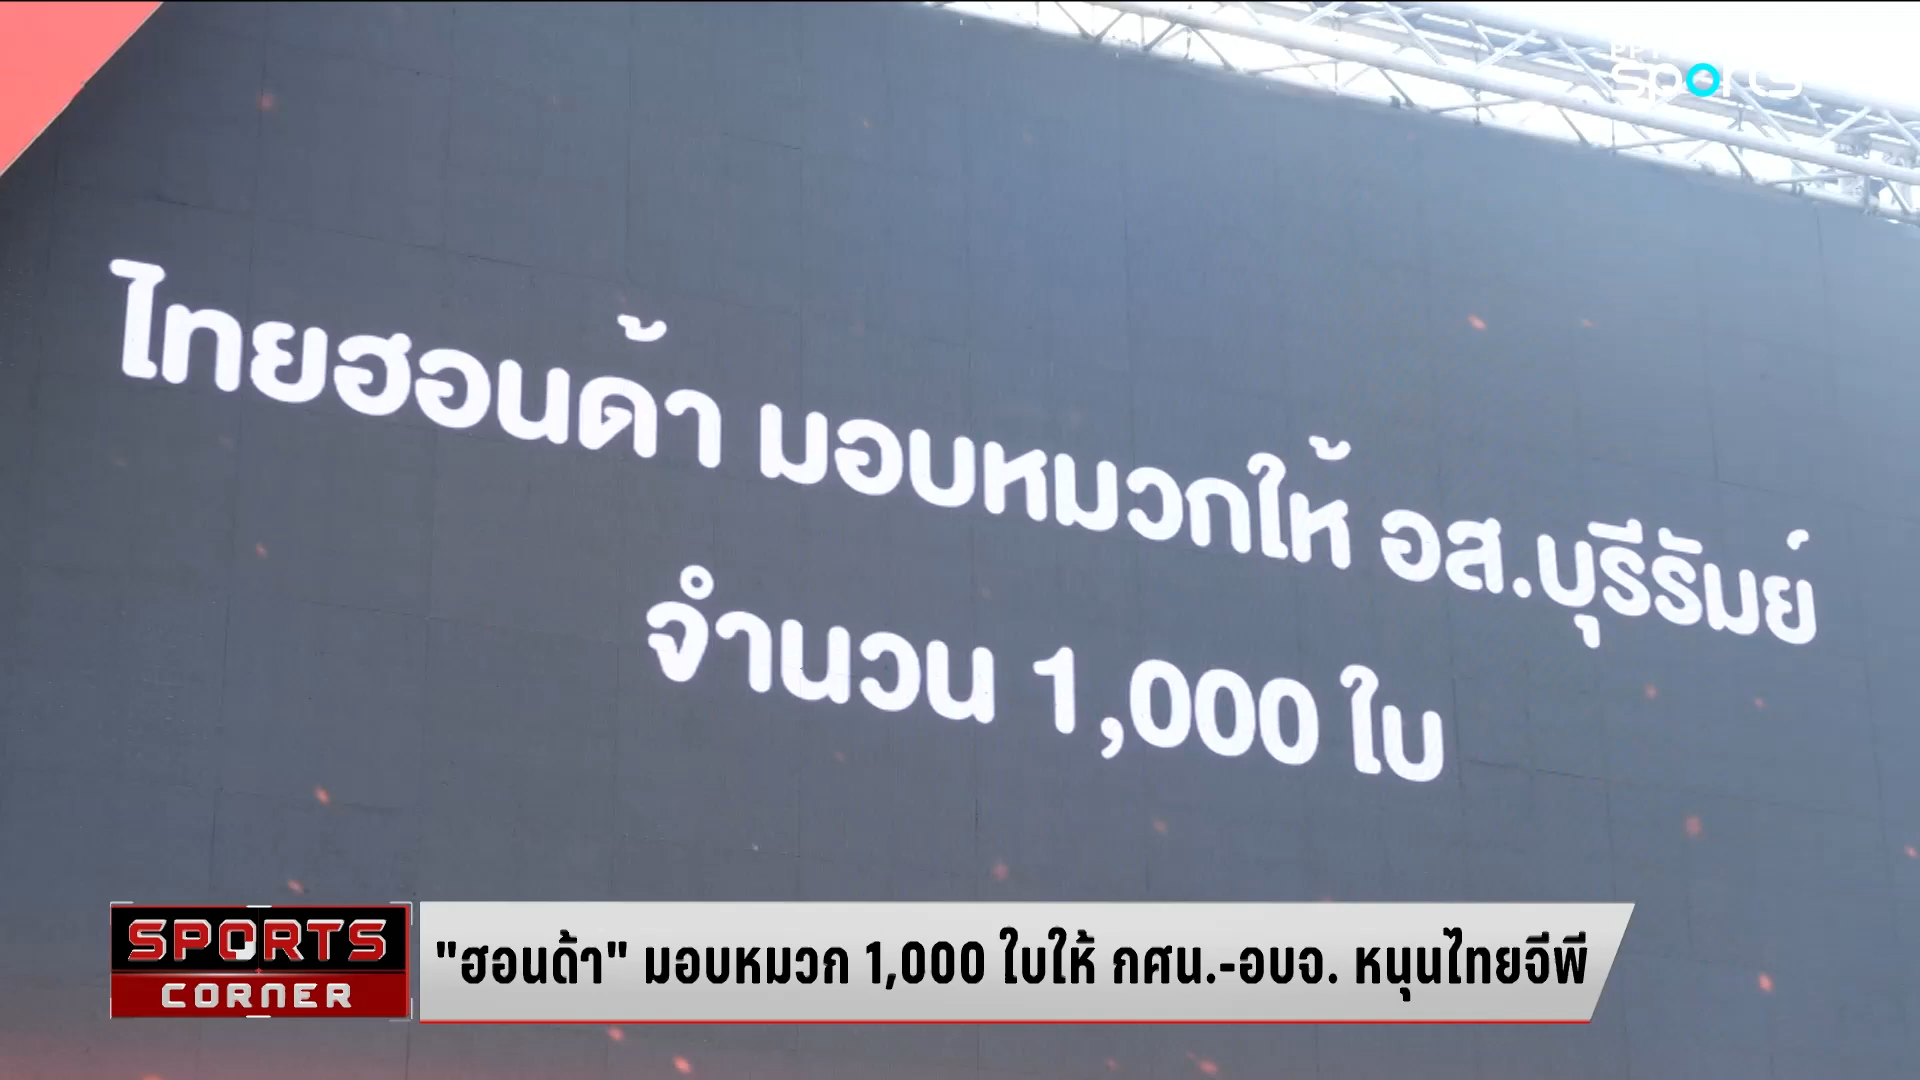 PPTV
sports
ไทยฮอนด้า มอบหมวกให้ อส.บุรีรัมย์
จำนวน 1,000 ใบ
SPORTS
CORNER
"ฮอนด้า" มอบหมวก 1,000 ใบให้ กศน.-อบจ. หนุนไทยจีพี